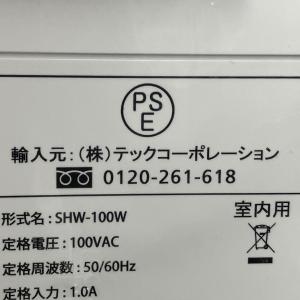 PS
E
輸入元：（株）テックコーポレーション
0120-261-618
形式名：SHW-100W
室内用
定格電圧：100VAC
定格周波数：50/60Hz
定格入力：1.0A